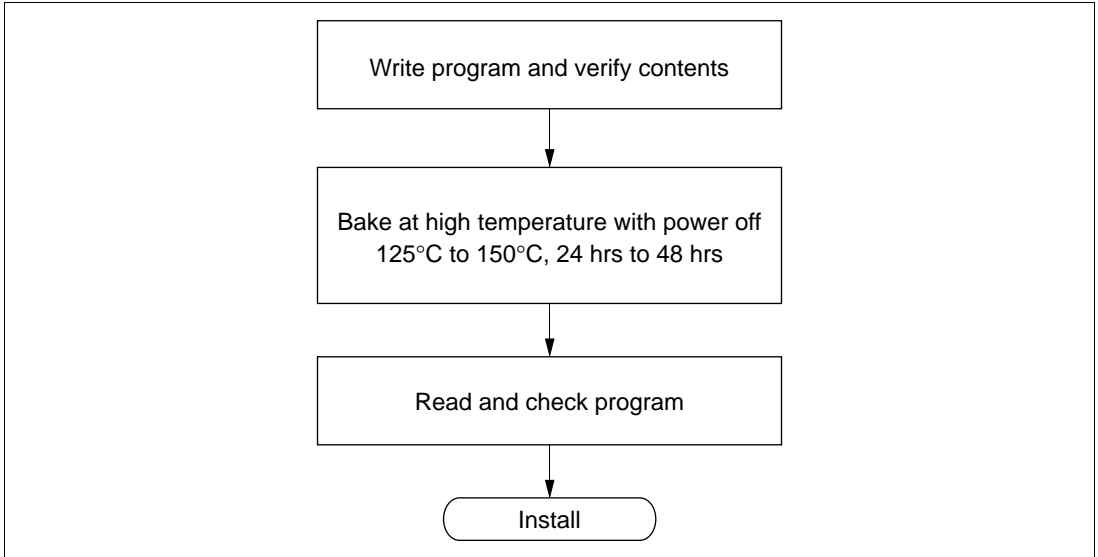 Write program and verify contents
Bake at high temperature with power off
125°C to 150°C, 24 hrs to 48 hrs
Read and check program
Install